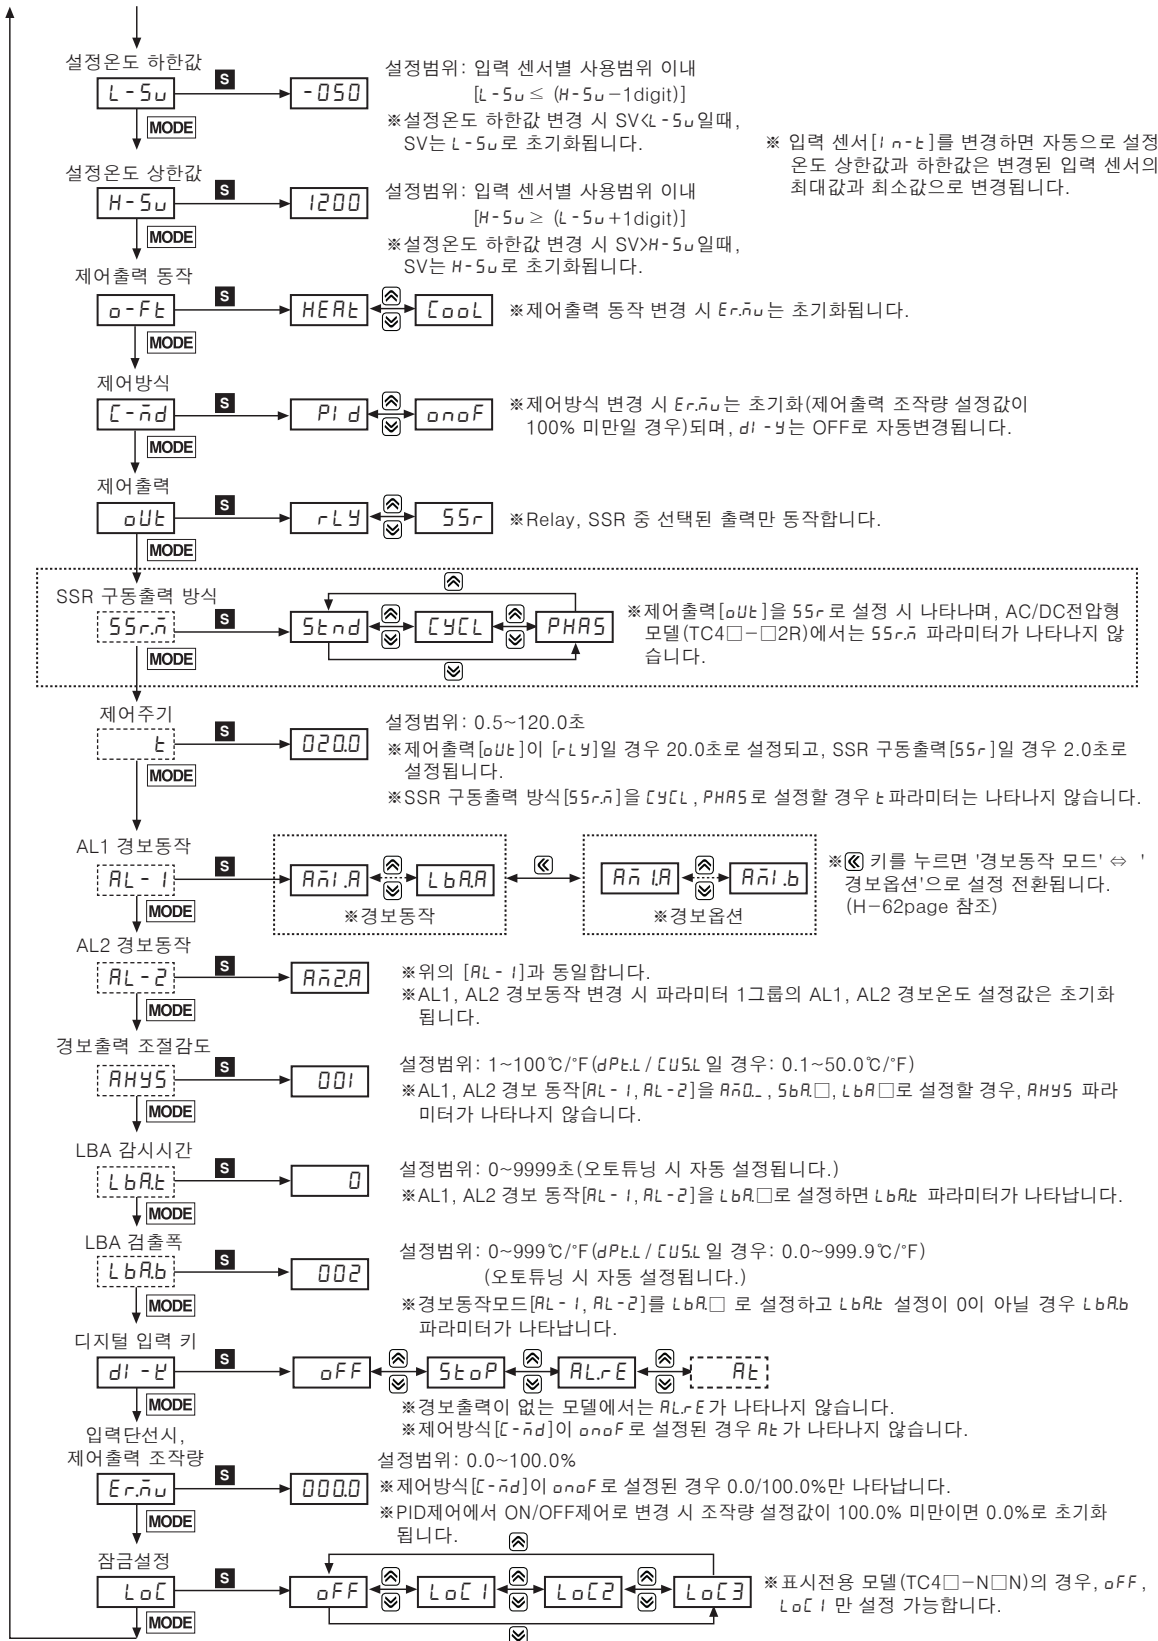 설정온도 하한값
L-Sv
S
-050
MODE
설정범위: 입력 센서별 사용범위 이내
[L-Sv ≤ (H-Sv−1digit)]
※설정온도 하한값 변경 시 SV<L-Sv일때,
SV는 L-Sv로 초기화됩니다.
※ 입력 센서[In-t]를 변경하면 자동으로 설정
온도 상한값과 하한값은 변경된 입력 센서의
최대값과 최소값으로 변경됩니다.
설정온도 상한값
H-Sv
S
1200
MODE
설정범위: 입력 센서별 사용범위 이내
[H-Sv ≥ (L-Sv+1digit)]
※설정온도 하한값 변경 시 SV>H-Sv일때,
SV는 H-Sv로 초기화됩니다.
제어출력 동작
o-Ft
S
HEAt
CooL
※제어출력 동작 변경 시 Er.mv는 초기화됩니다.
MODE
제어방식
C-md
S
PId
onoF
※제어방식 변경 시 Er.mv는 초기화(제어출력 조작량 설정값이
100% 미만일 경우)되며, dI-y는 OFF로 자동변경됩니다.
MODE
제어출력
oUt
S
rLy
SSr
※Relay, SSR 중 선택된 출력만 동작합니다.
MODE
SSR 구동출력 방식
SSr.m
S
Stnd
CYCL
PHAS
※제어출력[oUt]을 SSr로 설정 시 나타나며, AC/DC전압형
모델(TC4□−□2R)에서는 SSr.m 파라미터가 나타나지 않
습니다.
MODE
제어주기
t
S
020.0
MODE
설정범위: 0.5~120.0초
※제어출력[oUt]이 [rLy]일 경우 20.0초로 설정되고, SSR 구동출력[SSr]일 경우 2.0초로
설정됩니다.
※SSR 구동출력 방식[SSr.m]을 CYCL, PHAS로 설정할 경우 t 파라미터는 나타나지 않습니다.
AL1 경보동작
AL-1
S
Am1.A
LbA.A
※경보동작
Am1.A
Am1.b
※경보옵션
※ 키를 누르면 '경보동작 모드' ⇔ '
경보옵션'으로 설정 전환됩니다.
(H−62page 참조)
MODE
AL2 경보동작
AL-2
S
Am2.A
MODE
※위의 [AL-1]과 동일합니다.
※AL1, AL2 경보동작 변경 시 파라미터 1그룹의 AL1, AL2 경보온도 설정값은 초기화
됩니다.
경보출력 조절감도
AHYS
S
001
MODE
설정범위: 1~100℃/°F(dPt.L / CUS.L일 경우: 0.1~50.0℃/°F)
※AL1, AL2 경보 동작[AL-1, AL-2]을 Am0._, SbA.□, LbA□로 설정할 경우, AHYS 파라
미터가 나타나지 않습니다.
LBA 감시시간
LbA.t
S
0
MODE
설정범위: 0~9999초(오토튜닝 시 자동 설정됩니다.)
※AL1, AL2 경보 동작[AL-1, AL-2]을 LbA.□로 설정하면 LbA.t 파라미터가 나타납니다.
LBA 검출폭
LbA.b
S
002
MODE
설정범위: 0~999℃/°F(dPt.L / CUS.L일 경우: 0.0~999.9℃/°F)
(오토튜닝 시 자동 설정됩니다.)
※경보동작모드[AL-1, AL-2]를 LbA.□ 로 설정하고 LbA.t 설정이 0이 아닐 경우 LbA.b
파라미터가 나타납니다.
디지털 입력 키
dI-y
S
oFF
StoP
AL.rE
At
MODE
※경보출력이 없는 모델에서는 AL.rE가 나타나지 않습니다.
※제어방식[C-md]이 onoF로 설정된 경우 At가 나타나지 않습니다.
입력단선시,
제어출력 조작량
Er.mv
S
000.0
MODE
설정범위: 0.0~100.0%
※제어방식[C-md]이 onoF로 설정된 경우 0.0/100.0%만 나타납니다.
※PID제어에서 ON/OFF제어로 변경 시 조작량 설정값이 100.0% 미만이면 0.0%로 초기화
됩니다.
잠금설정
LoC
S
oFF
LoC1
LoC2
LoC3
※표시전용 모델(TC4□−N□N)의 경우, oFF,
LoC1 만 설정 가능합니다.
MODE